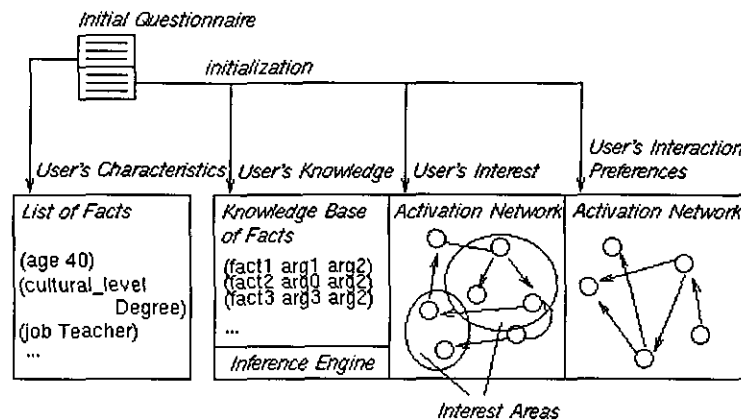 Initial Questionnaire
initialization
User's Characteristics
User's Knowledge
User's Interest
User's Interaction
Preferences
List of Facts
(age 40)
(cultural_level
Degree)
(job Teacher)
...
Knowledge Base
of Facts
(fact1 arg1 arg2)
(fact2 arg0 arg2)
(fact3 arg3 arg2)
...
Inference Engine
Activation Network
Activation Network
Interest Areas